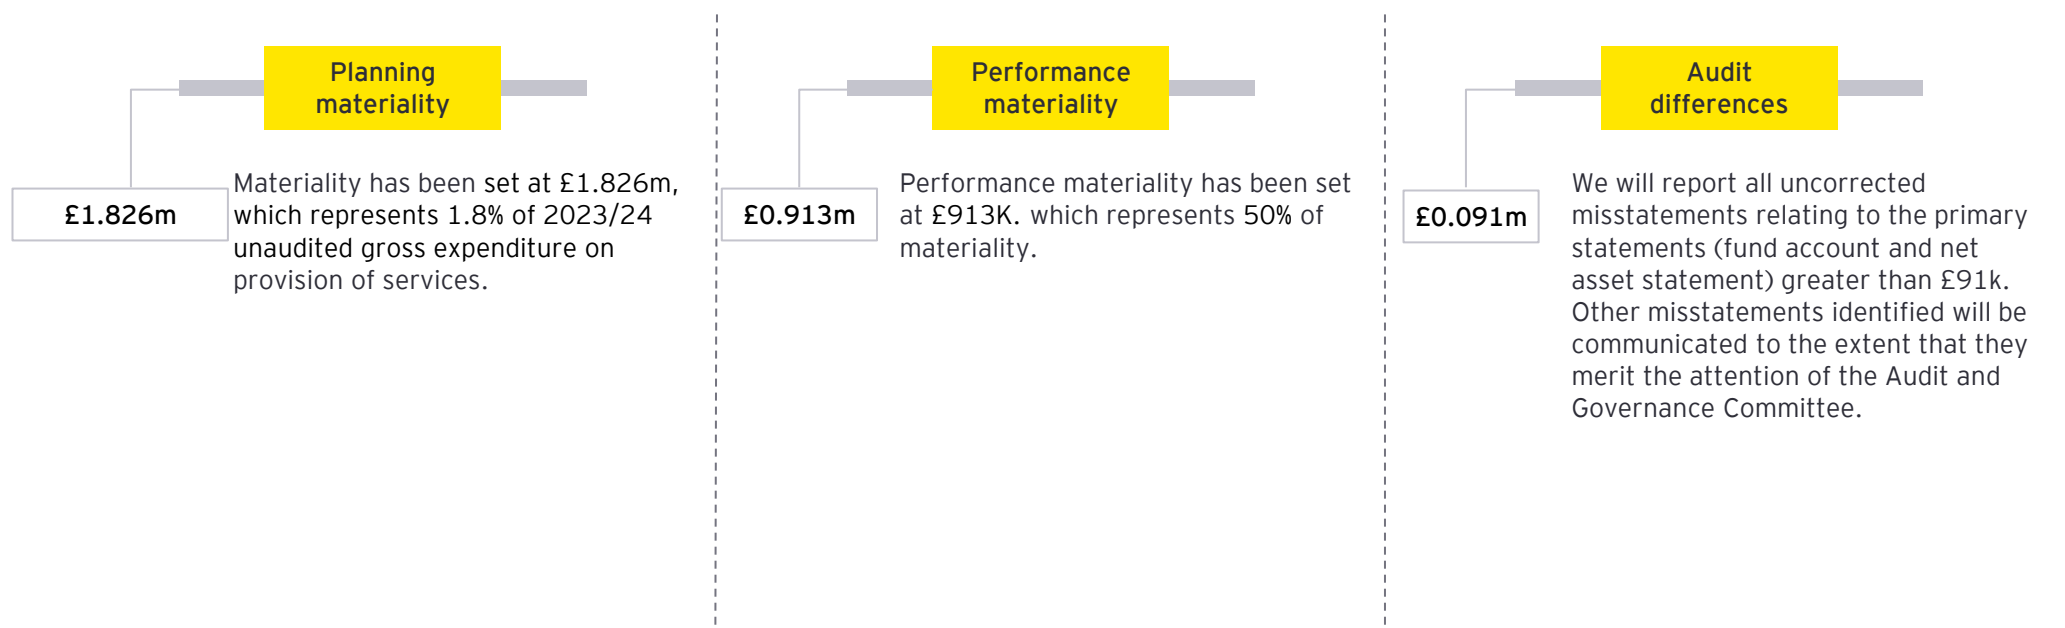 Planning
materiality
£1.826m
Materiality has been set at £1.826m,
which represents 1.8% of 2023/24
unaudited gross expenditure on
provision of services.
Performance
materiality
£0.913m
Performance materiality has been set
at £913K. which represents 50% of
materiality.
Audit
differences
£0.091m
We will report all uncorrected
misstatements relating to the primary
statements (fund account and net
asset statement) greater than £91k.
Other misstatements identified will be
communicated to the extent that they
merit the attention of the Audit and
Governance Committee.